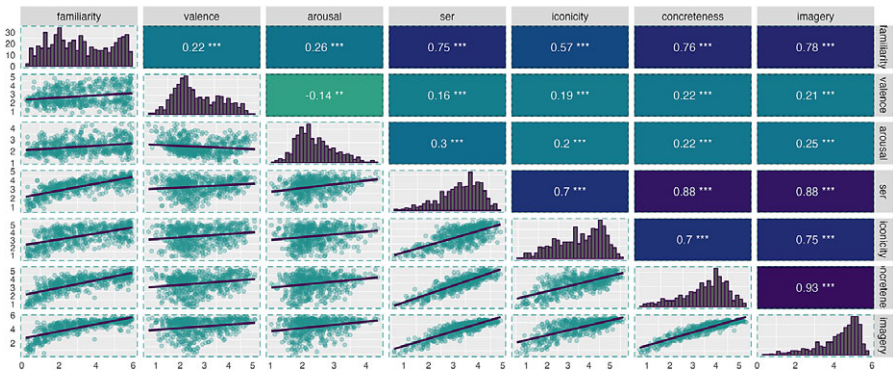 familiarity valence arousal ser iconicity concreteness imagery
30
20
10
0
0.22 *** 0.26 *** 0.75 *** 0.57 *** 0.76 *** 0.78 ***
familiarity
5
4
3
2
1
-0.14 ** 0.16 *** 0.19 *** 0.22 *** 0.21 ***
valence
4
3
2
1
0.3 *** 0.2 *** 0.22 *** 0.25 ***
arousal
5
4
3
2
1
0.7 *** 0.88 *** 0.88 ***
ser
5
4
3
2
1
0.7 *** 0.75 ***
iconicity
5
4
3
2
1
0.93 ***
ncretene
6
4
2
0
imagery
0 2 4 6 1 2 3 4 5 1 2 3 4 1 2 3 4 5 1 2 3 4 5 1 2 3 4 5 0 2 4 6